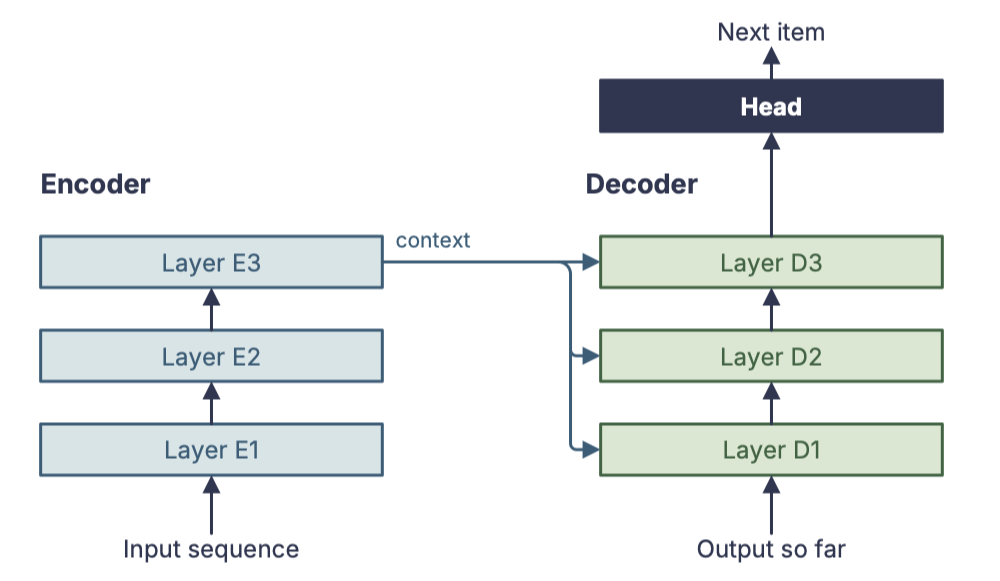 Next item
Head
Encoder
Decoder
context
Layer E3
Layer D3
Layer E2
Layer D2
Layer E1
Layer D1
Input sequence
Output so far